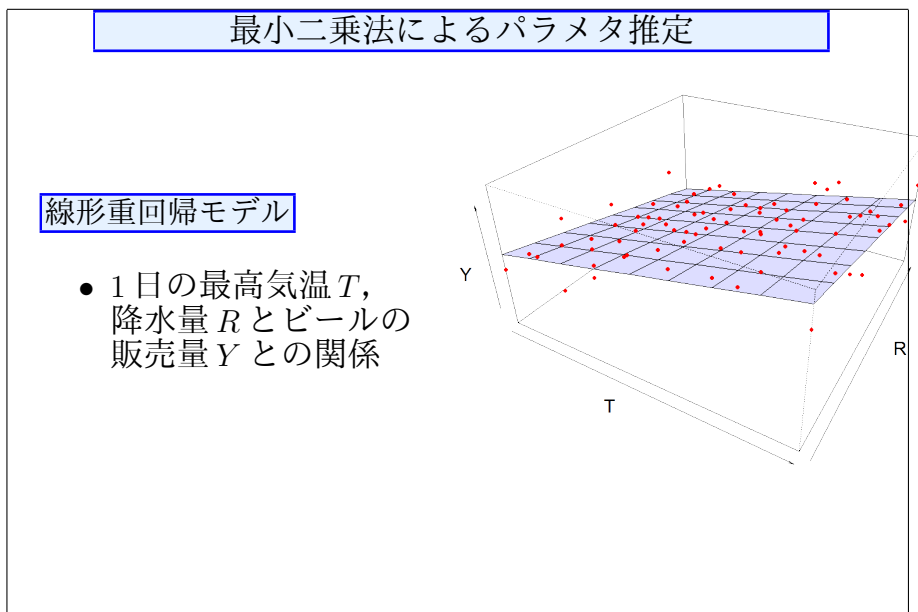 最小二乗法によるパラメタ推定
線形重回帰モデル
• 1日の最高気温 T,
降水量 R とビールの
販売量 Y との関係
Y
T
R